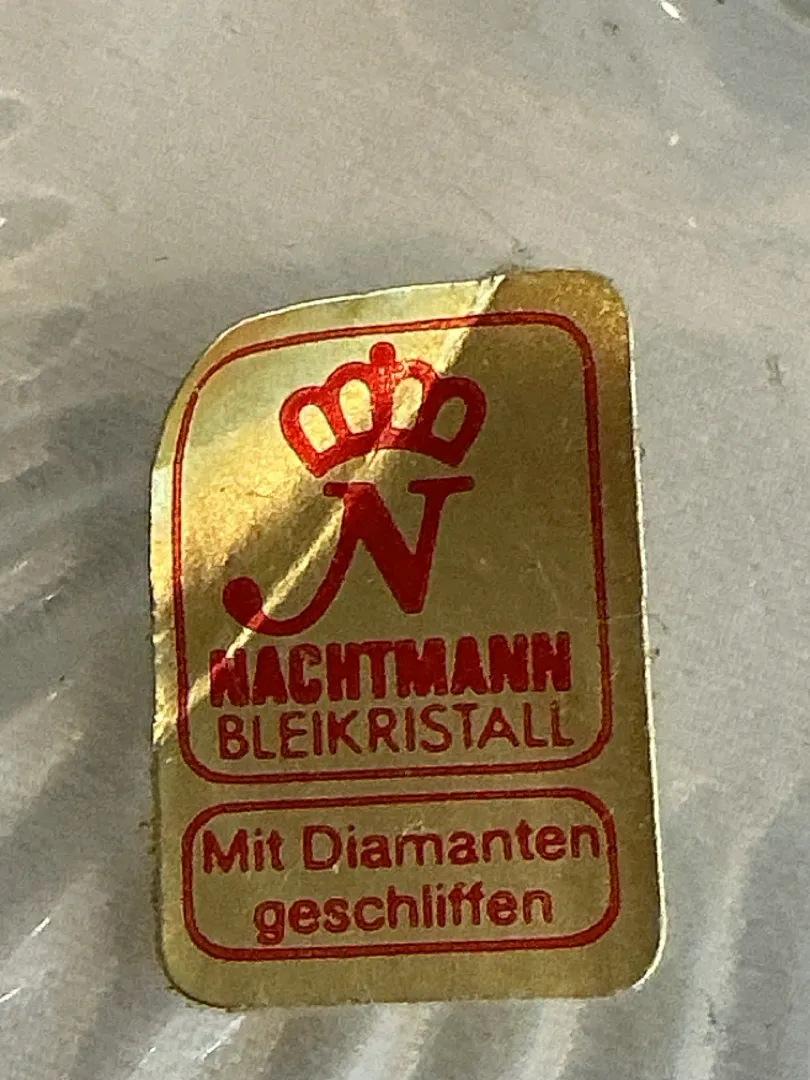 N
NACHTMANN
BLEIKRISTALL
Mit Diamanten
geschliffen